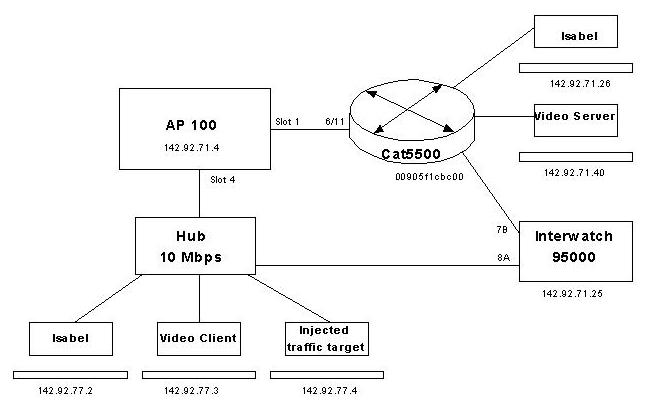 Isabel
142.92.71.26
AP 100
142.92.71.4
Slot 1
6/11
Video Server
142.92.71.40
Cat5500
00905f1cbc00
Slot 4
Hub
10 Mbps
7B
8A
Interwatch
95000
142.92.71.25
Isabel
142.92.77.2
Video Client
142.92.77.3
Injected
traffic target
142.92.77.4